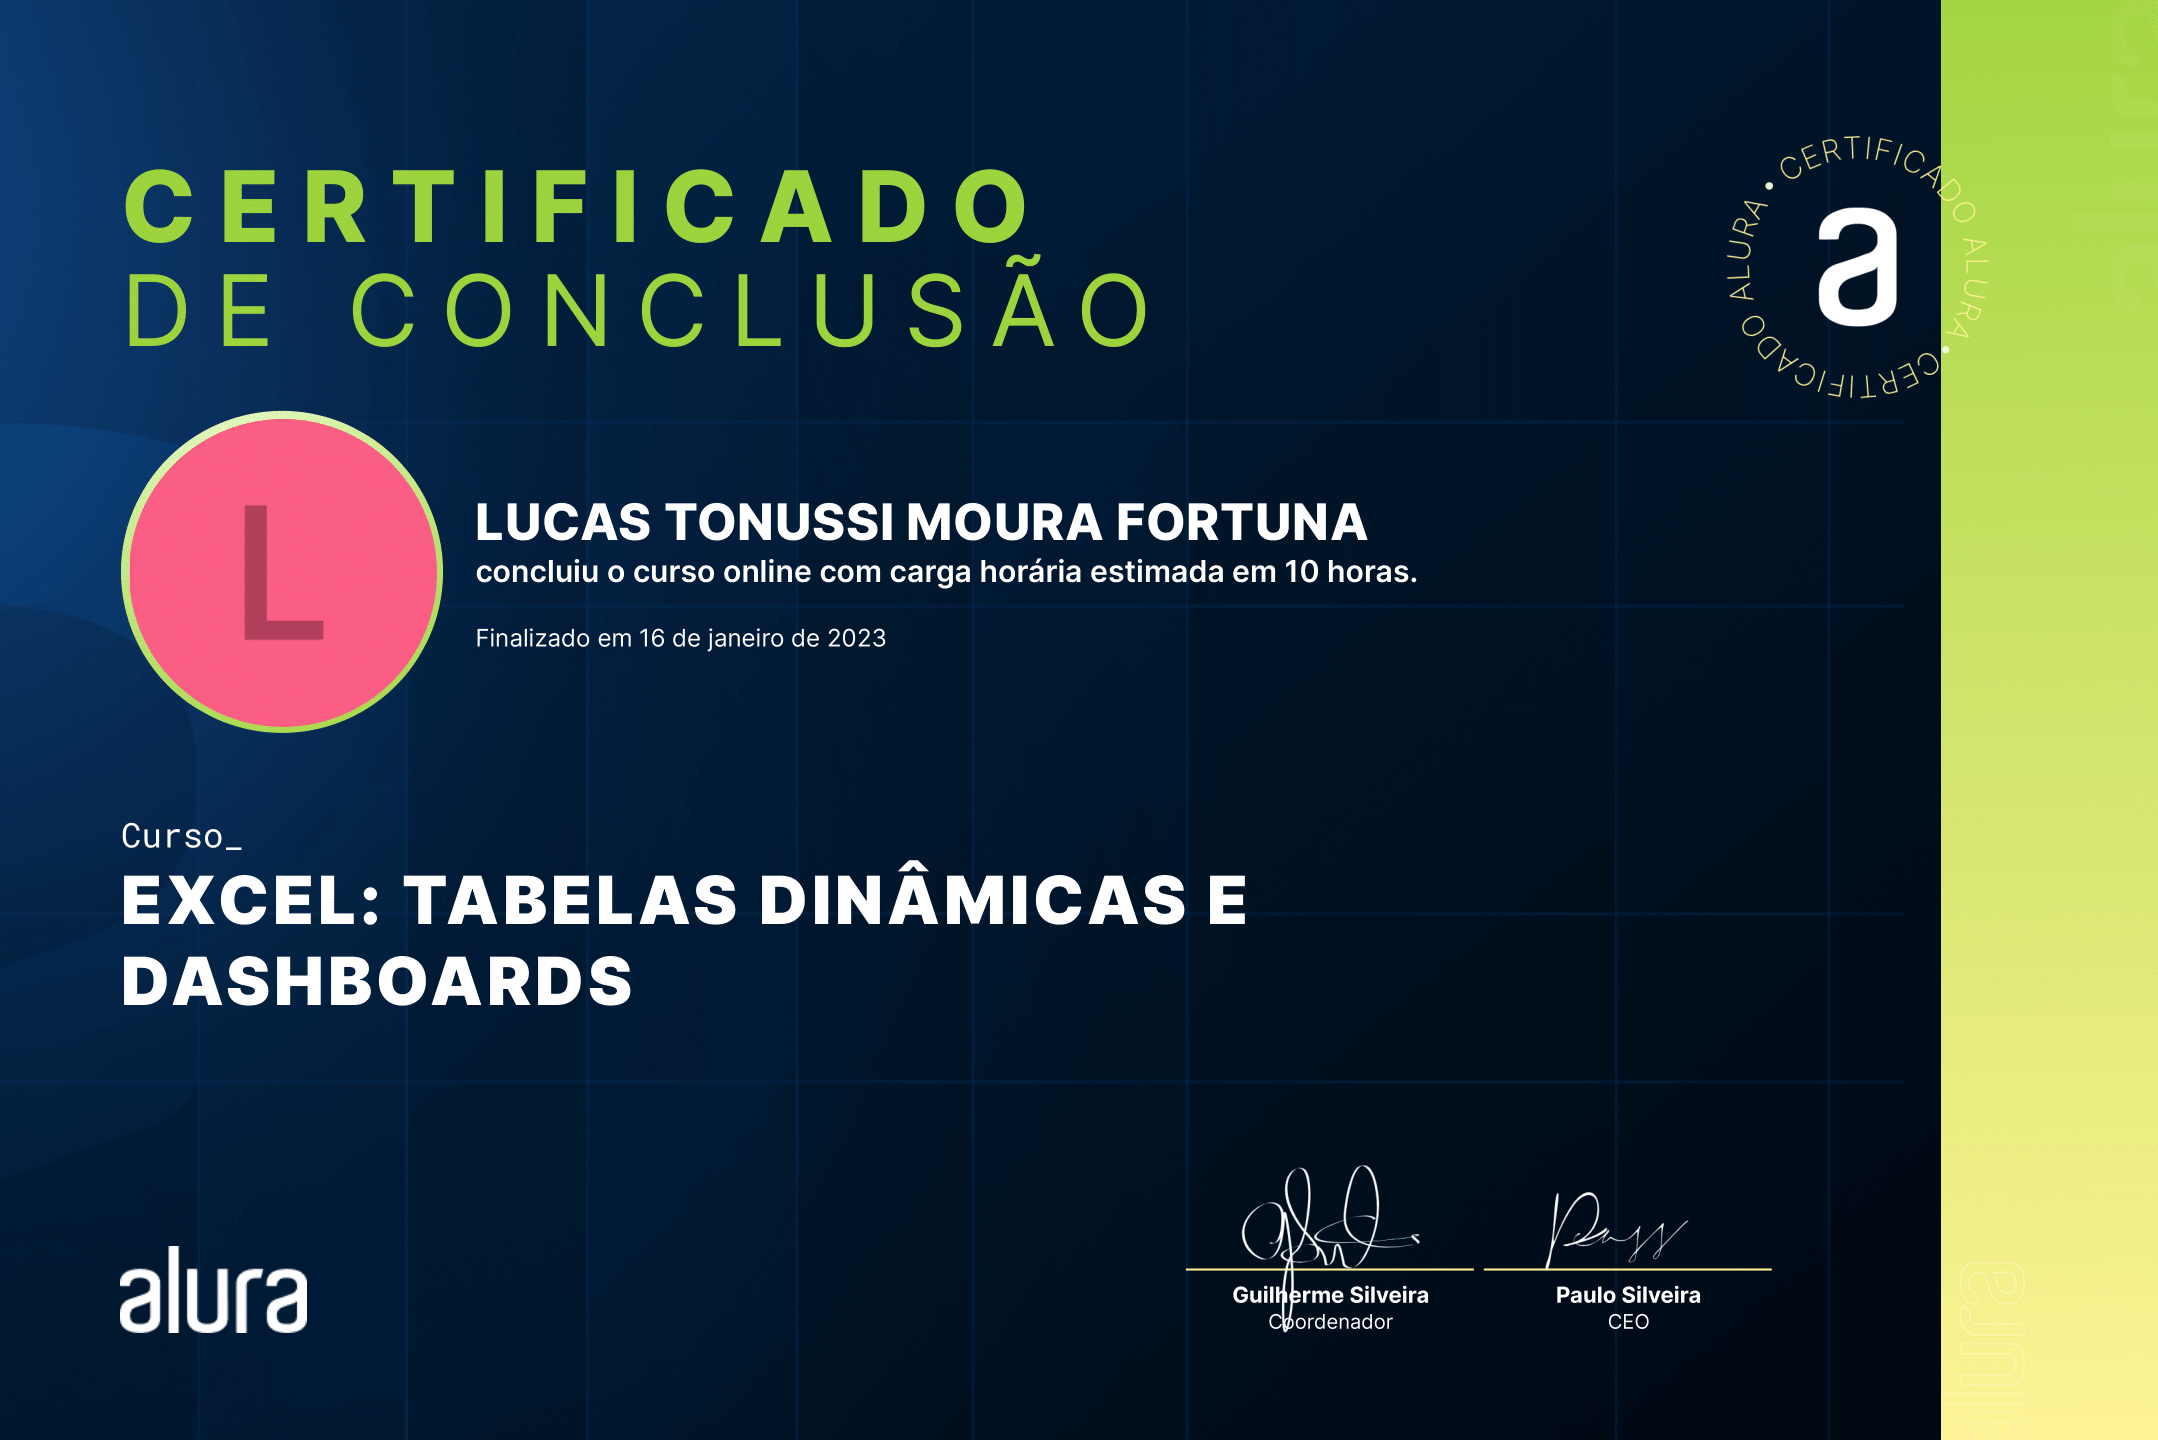 CERTIFICADO
DE CONCLUSÃO
CERTIFICADO ALURA • CERTIFICADO ALURA •
a
L
LUCAS TONUSSI MOURA FORTUNA
concluiu o curso online com carga horária estimada em 10 horas.
Finalizado em 16 de janeiro de 2023
Curso_
EXCEL: TABELAS DINÂMICAS E
DASHBOARDS
alura
Guilherme Silveira
Coordenador
Paulo Silveira
CEO
alura